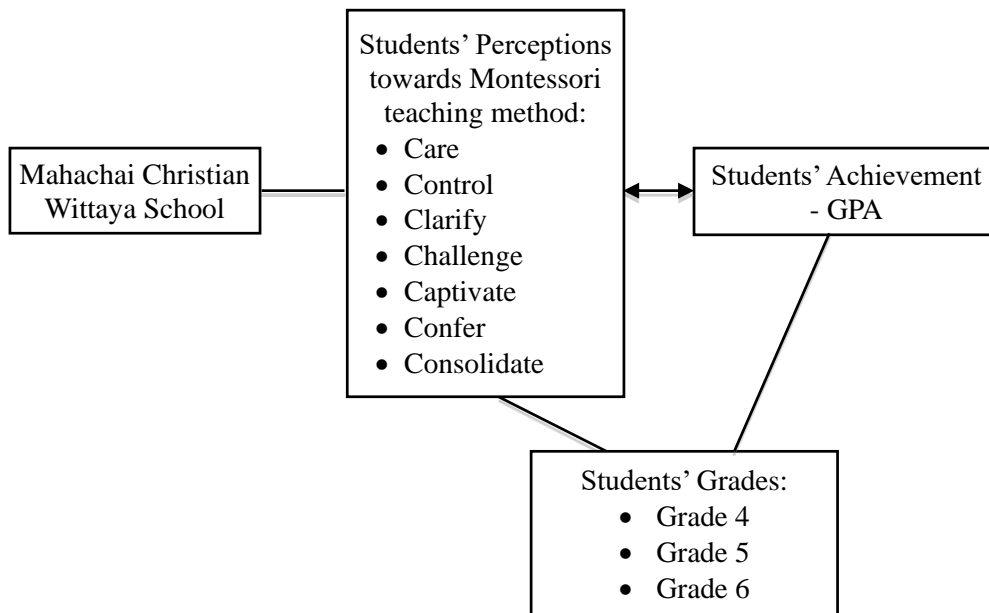 Mahachai Christian
Wittaya School
Students’ Perceptions
towards Montessori
teaching method:
• Care
• Control
• Clarify
• Challenge
• Captivate
• Confer
• Consolidate
Students’ Achievement
- GPA
Students’ Grades:
• Grade 4
• Grade 5
• Grade 6